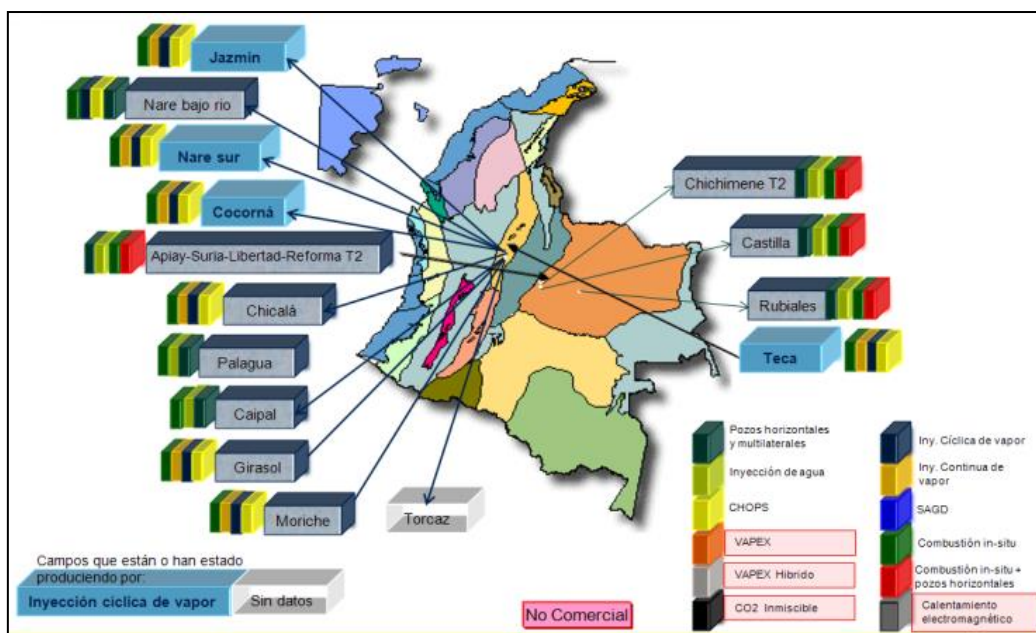 Jazmin
Nare bajo rio
Nare sur
Cocorná
Apiay-Suria-Libertad-Reforma T2
Chicalá
Palagua
Caipal
Girasol
Moriche
Torcaz
Chichimene T2
Castilla
Rubiales
Teca
Campos que están o han estado
produciendo por:
Inyección ciclica de vapor
Sin datos
No Comercial
Pozos horizontales
y multilaterales
Inyección de agua
CHOPS
VAPEX
VAPEX Hibrido
CO2 Inmiscible
Iny. Cíclica de vapor
Iny. Continua de
vapor
SAGD
Combustión in-situ
Combustión in-situ +
pozos horizontales
Calentamiento
electromagnético